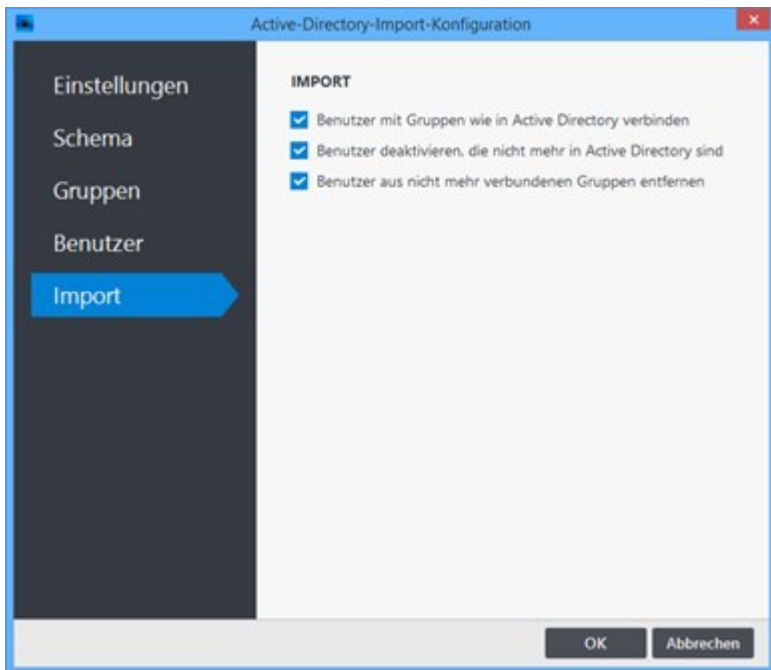 Active-Directory-Import-Konfiguration
Einstellungen
Schema
Gruppen
Benutzer
Import
IMPORT
Benutzer mit Gruppen wie in Active Directory verbinden
Benutzer deaktivieren, die nicht mehr in Active Directory sind
Benutzer aus nicht mehr verbundenen Gruppen entfernen
OK
Abbrechen